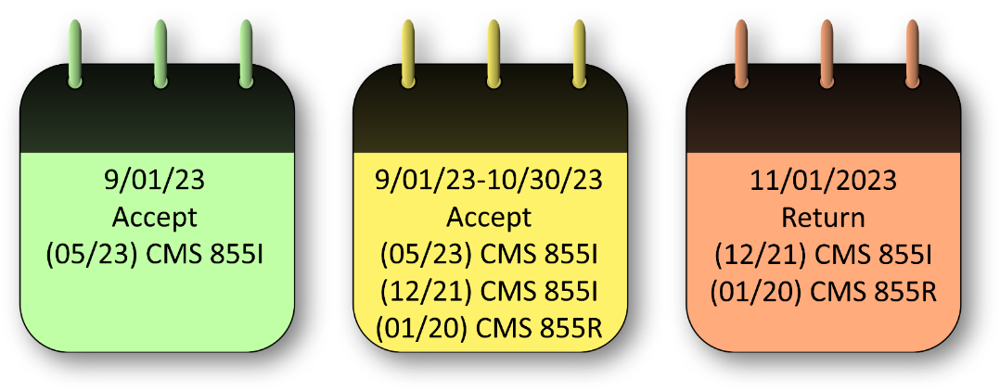 9/01/23
Accept
(05/23) CMS 855I
9/01/23-10/30/23
Accept
(05/23) CMS 855I
(12/21) CMS 855I
(01/20) CMS 855R
11/01/2023
Return
(12/21) CMS 855I
(01/20) CMS 855R